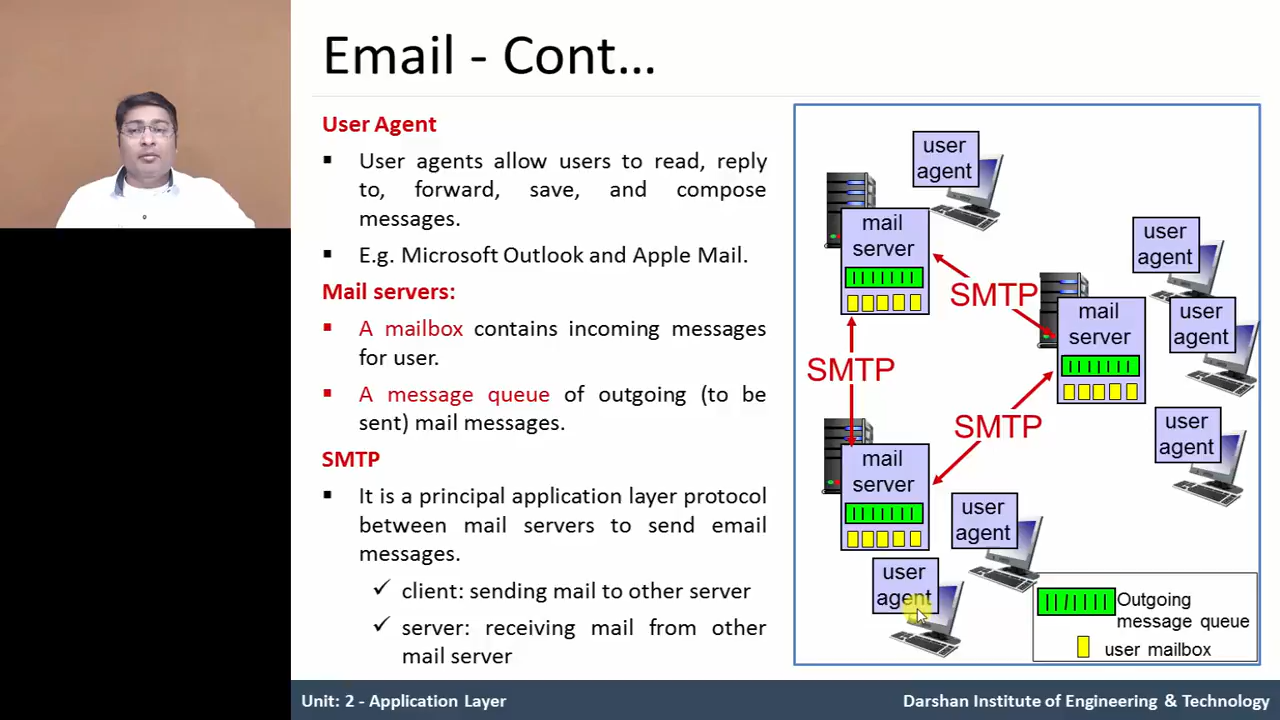 Email - Cont...
User Agent
▪ User agents allow users to read, reply
to, forward, save, and compose
messages.
▪ E.g. Microsoft Outlook and Apple Mail.
Mail servers:
▪ A mailbox contains incoming messages
for user.
▪ A message queue of outgoing (to be
sent) mail messages.
SMTP
▪ It is a principal application layer protocol
between mail servers to send email
messages.
✓ client: sending mail to other server
✓ server: receiving mail from other
mail server
user
agent
mail
server
SMTP
user
agent
mail
server
user
agent
SMTP
SMTP
user
agent
mail
server
user
agent
user
agent
Outgoing
message queue
user mailbox
Unit: 2 - Application Layer
Darshan Institute of Engineering & Technology